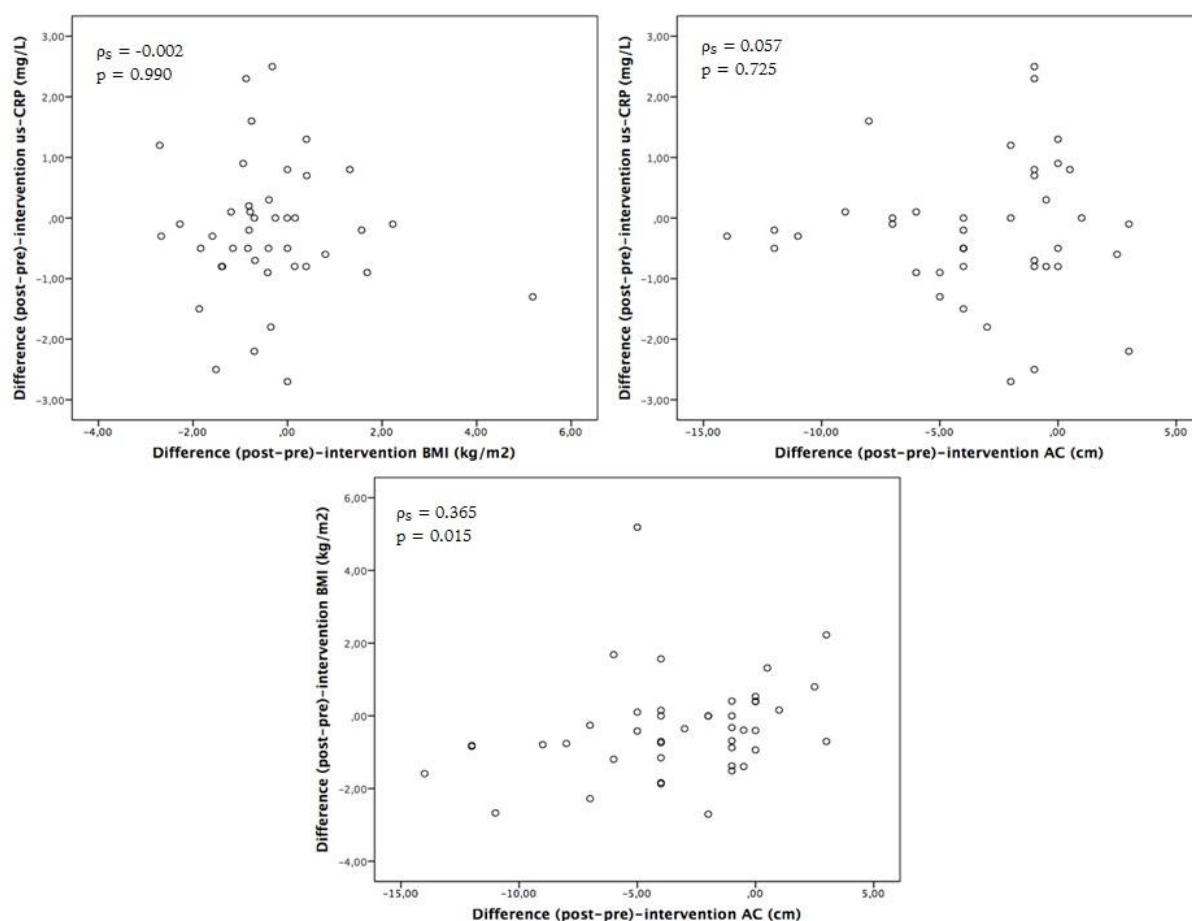 ρs = -0.002
p = 0.990
Difference (post-pre)-intervention us-CRP (mg/L)
3,00
2,00
1,00
,00
-1,00
-2,00
-3,00
-4,00 -2,00 ,00 2,00 4,00 6,00
Difference (post-pre)-intervention BMI (kg/m2)
ρs = 0.057
p = 0.725
Difference (post-pre)-intervention us-CRP (mg/L)
3,00
2,00
1,00
,00
-1,00
-2,00
-3,00
-15,00 -10,00 -5,00 ,00 5,00
Difference (post-pre)-intervention AC (cm)
ρs = 0.365
p = 0.015
Difference (post-pre)-intervention BMI (kg/m2)
6,00
4,00
2,00
,00
-2,00
-4,00
-15,00 -10,00 -5,00 ,00 5,00
Difference (post-pre)-intervention AC (cm)